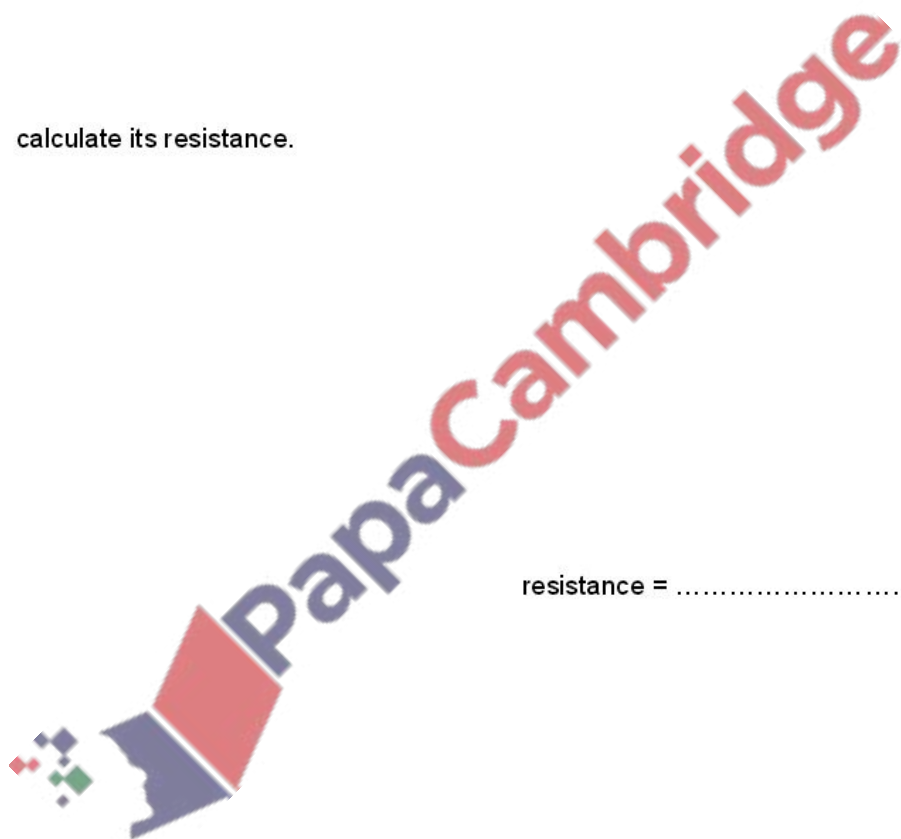 calculate its resistance.
PapaCambridge
resistance = ……………………..